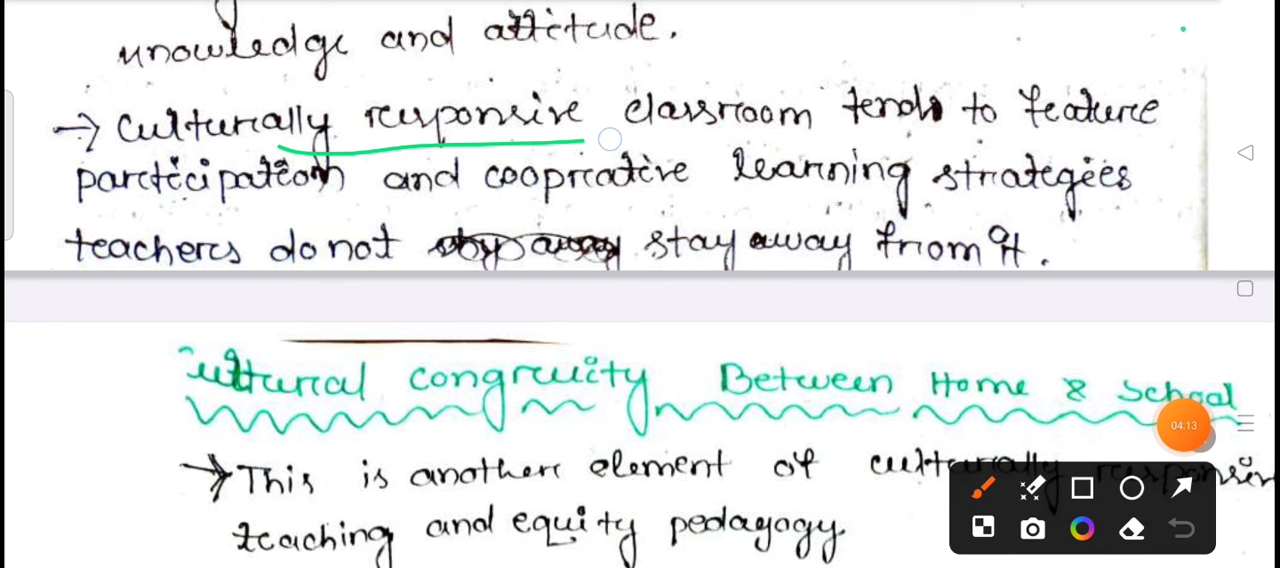 knowledge and attitude.
→ Culturally responsive classroom tends to feature
participation and cooprative learning strategies
teachers do not stay away from it.
Cultural congruity Between Home & School
04:13
→ This is another element of culturally responsive
teaching and equity pedagogy